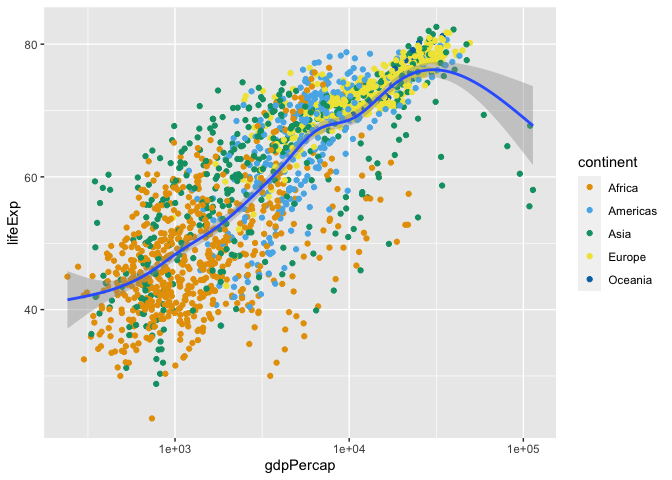 80
60
40
lifeExp
1e+03
1e+04
1e+05
gdpPercap
continent
Africa
Americas
Asia
Europe
Oceania